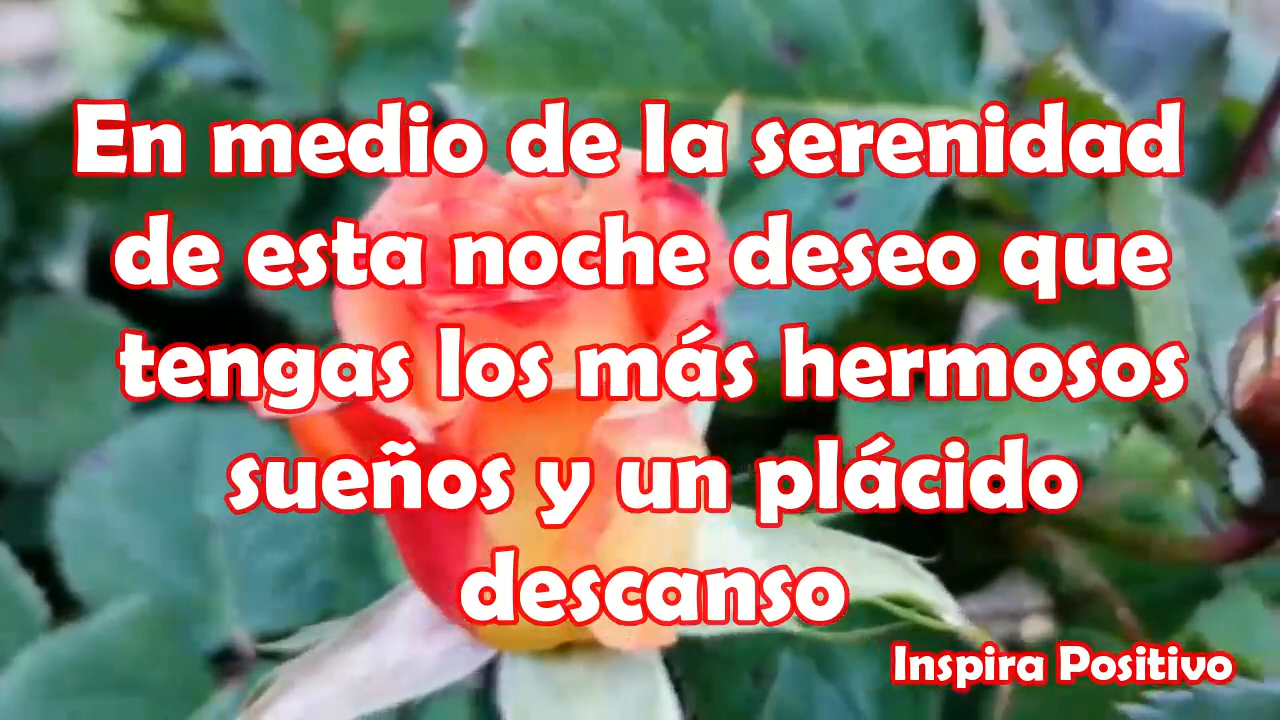 En medio de la serenidad
de esta noche deseo que
tengas los más hermosos
sueños y un plácido
descanso
Inspira Positivo